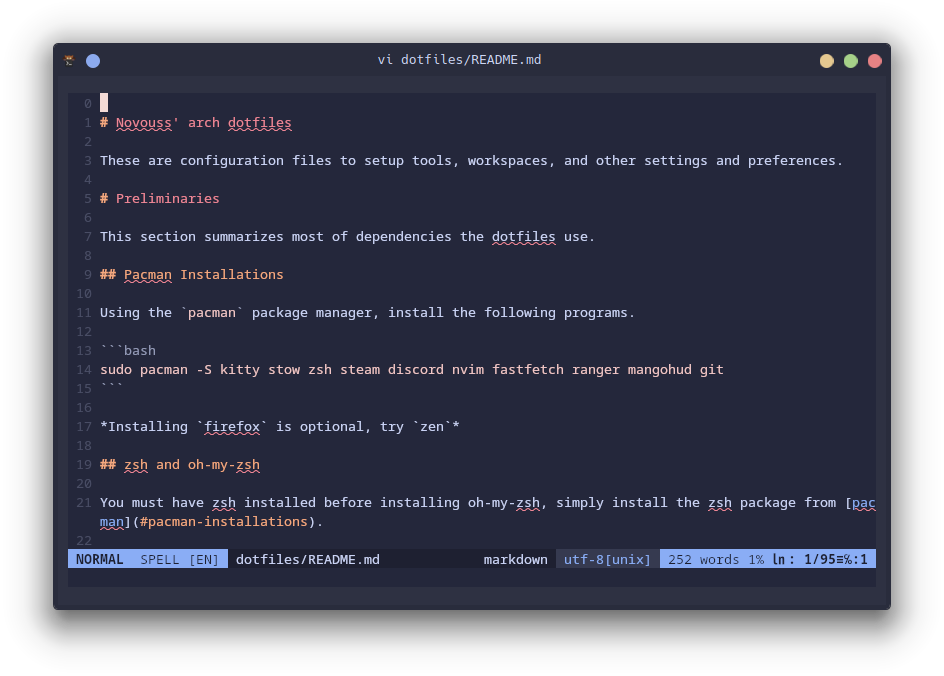 vi dotfiles/README.md
0
1 # Novouss' arch dotfiles
2
3 These are configuration files to setup tools, workspaces, and other settings and preferences.
4
5 # Preliminaries
6
7 This section summarizes most of dependencies the dotfiles use.
8
9 ## Pacman Installations
10
11 Using the `pacman` package manager, install the following programs.
12
13 ```bash
14 sudo pacman -S kitty stow zsh steam discord nvim fastfetch ranger mangohud git
15 ```
16
17 *Installing `firefox` is optional, try `zen`*
18
19 ## zsh and oh-my-zsh
20
21 You must have zsh installed before installing oh-my-zsh, simply install the zsh package from [pac
man](#pacman-installations).
22
NORMAL SPELL [EN] dotfiles/README.md markdown utf-8[unix] 252 words 1% ln: 1/95≡%:1